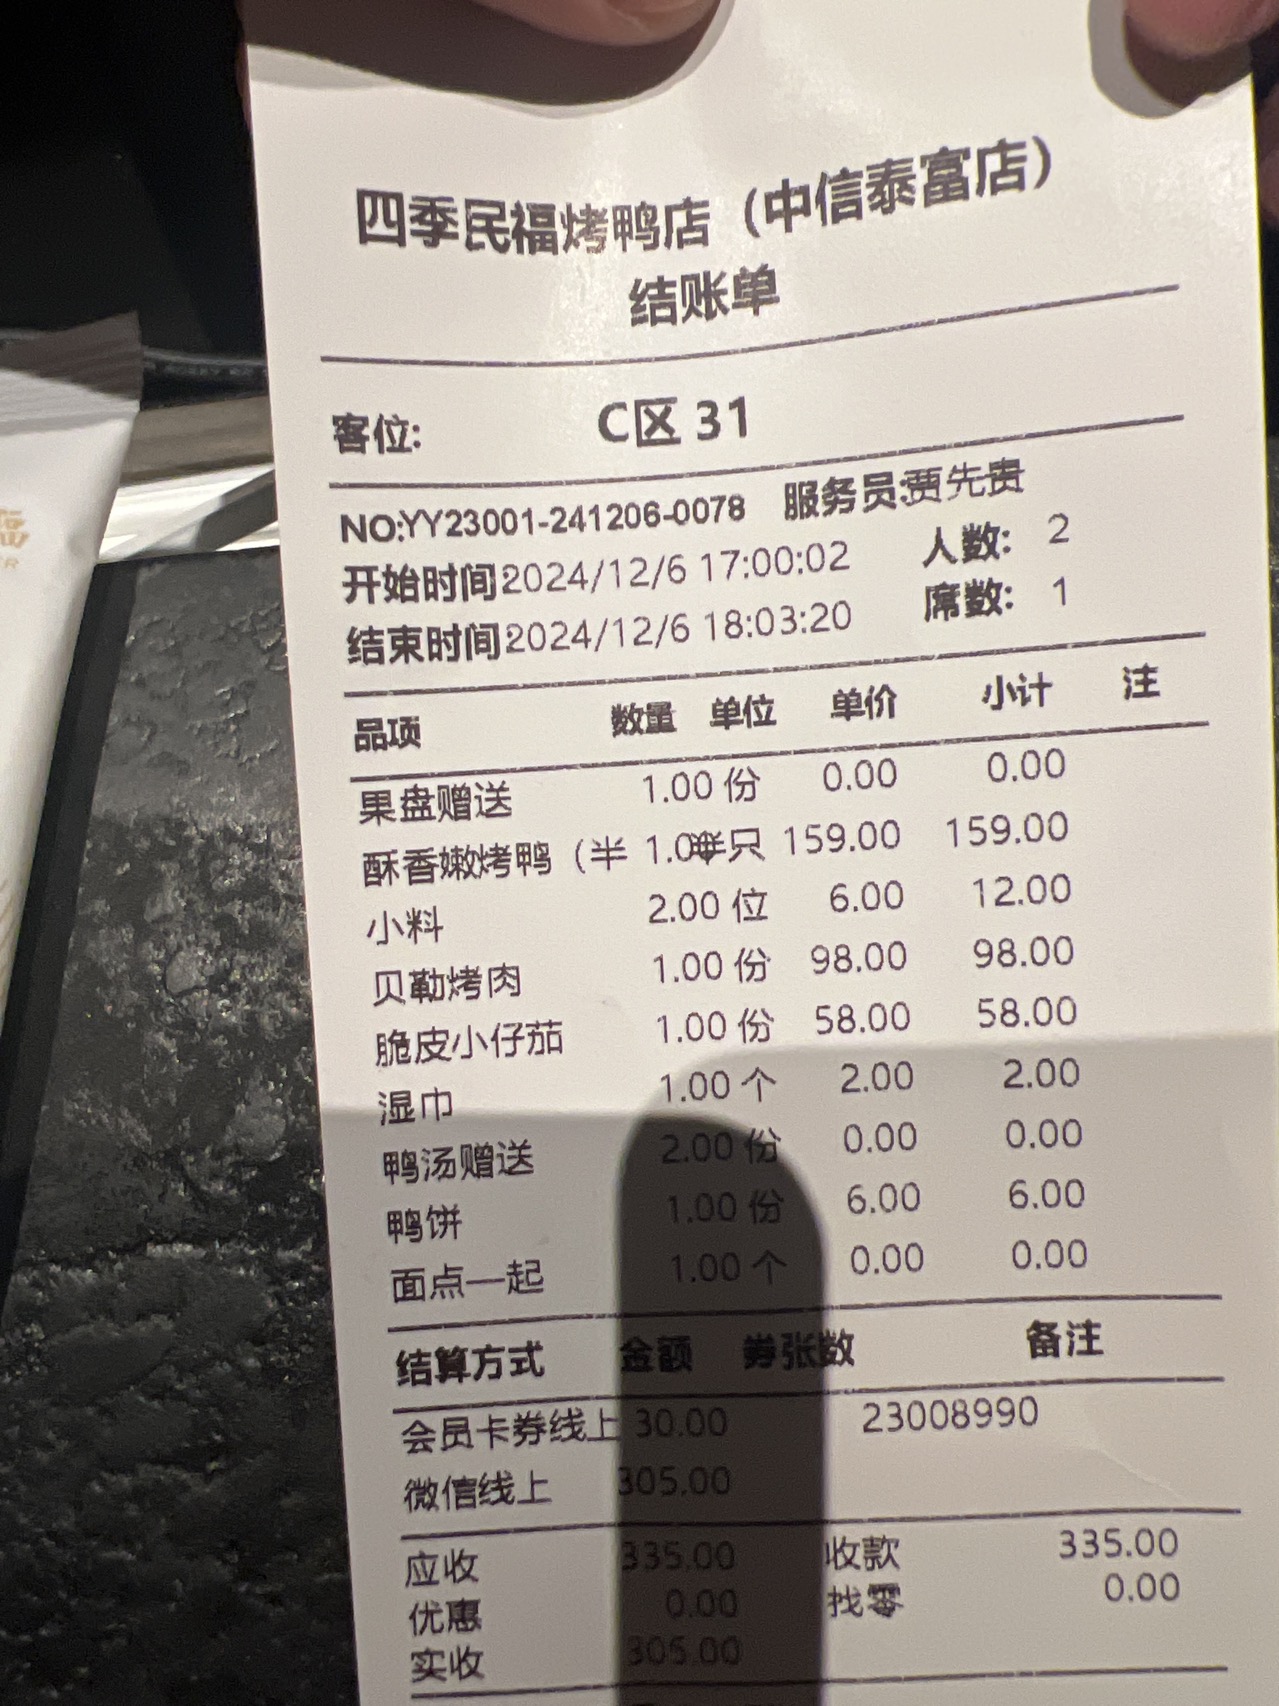 四季民福烤鸭店（中信泰富店）
结账单
客位: C区 31
NO:YY23001-241206-0078 服务员:贾先贵
开始时间2024/12/6 17:00:02 人数: 2
结束时间2024/12/6 18:03:20 席数: 1
品项 数量 单位 单价 小计 注
果盘赠送 1.00 份 0.00 0.00
酥香嫩烤鸭（半 1.00半只 159.00 159.00
小料 2.00 位 6.00 12.00
贝勒烤肉 1.00 份 98.00 98.00
脆皮小仔茄 1.00 份 58.00 58.00
湿巾 1.00 个 2.00 2.00
鸭汤赠送 2.00 份 0.00 0.00
鸭饼 1.00 份 6.00 6.00
面点一起 1.00 个 0.00 0.00
结算方式 金额 券张数 备注
会员卡券线上 30.00 23008990
微信线上 305.00
应收 335.00 收款 335.00
优惠 0.00 找零 0.00
实收 305.00